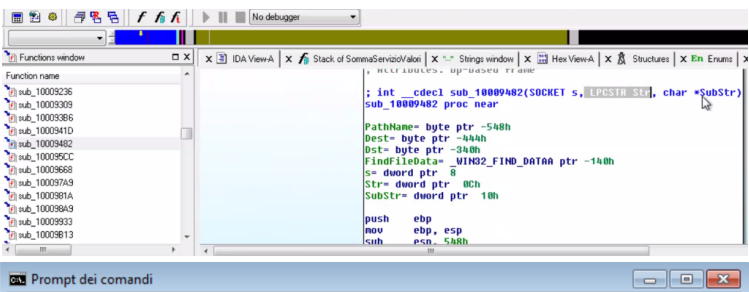 No debugger
Functions window
IDA View-A
Stack of SommaServizioValori
Strings window
Hex View-A
Structures
En Enums
Function name
sub_10009236
sub_10009309
sub_100093B6
sub_1000941D
sub_10009482
sub_100095CC
sub_10009668
sub_100097A9
sub_1000981A
sub_100098A9
sub_10009933
sub_10009B13
; Attributes: bp-based frame
; int __cdecl sub_10009482(SOCKET s, LPCSTR Str, char *SubStr)
sub_10009482 proc near
PathName= byte ptr -548h
Dest= byte ptr -444h
Dst= byte ptr -340h
FindFileData= _WIN32_FIND_DATAA ptr -140h
s= dword ptr 8
Str= dword ptr 0Ch
SubStr= dword ptr 10h
push ebp
mov ebp, esp
sub esp, 548h
Prompt dei comandi